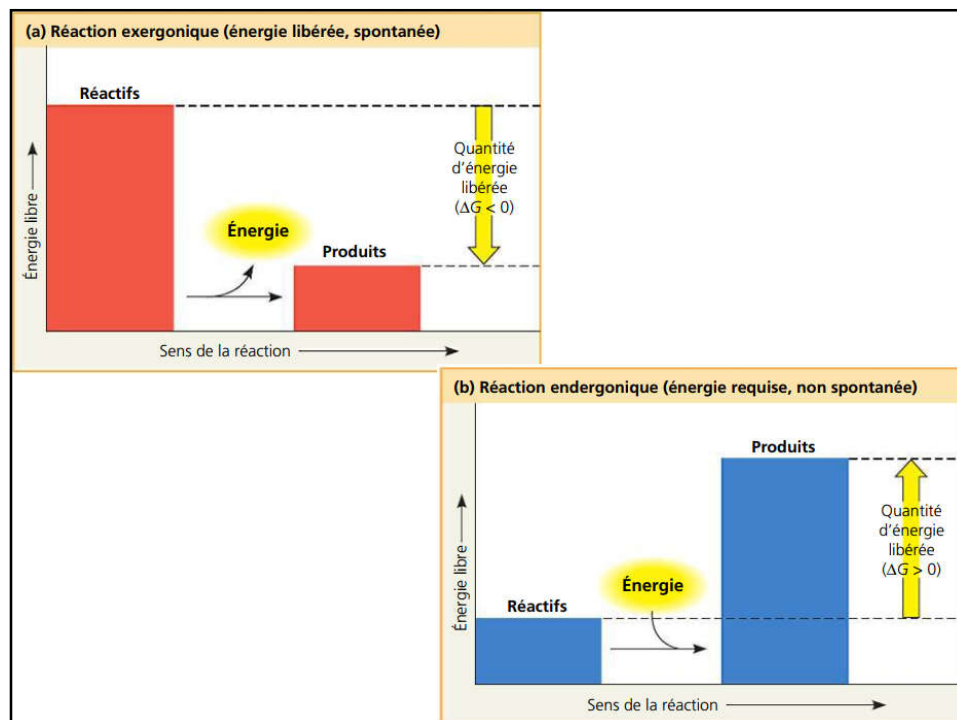 (a) Réaction exergonique (énergie libérée, spontanée)
Réactifs
Quantité
d'énergie
libérée
(ΔG < 0)
Énergie
Produits
Énergie libre
Sens de la réaction
(b) Réaction endergonique (énergie requise, non spontanée)
Produits
Quantité
d'énergie
libérée
(ΔG > 0)
Énergie
Réactifs
Énergie libre
Sens de la réaction